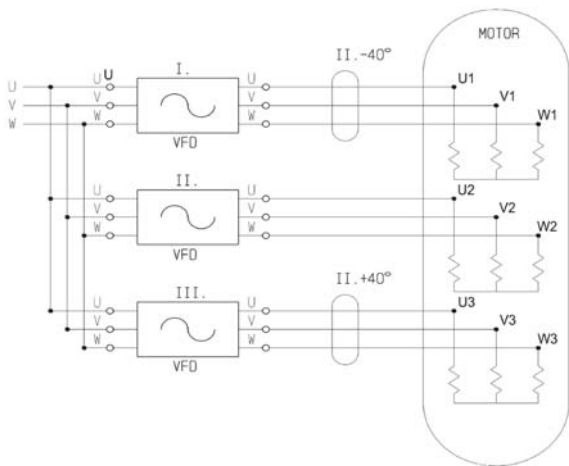 MOTOR
I.
II.-40°
U U U U U1
V V V V1
W W W W W1
VFD
II.
U U U2
V V V2
W W W2
VFD
III.
II.+40°
U U U3
V V V3
W W W3
VFD